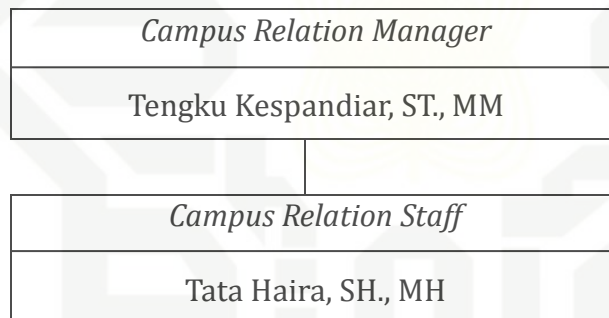 Campus Relation Manager
Tengku Kespandiar, ST., MM
Campus Relation Staff
Tata Haira, SH., MH